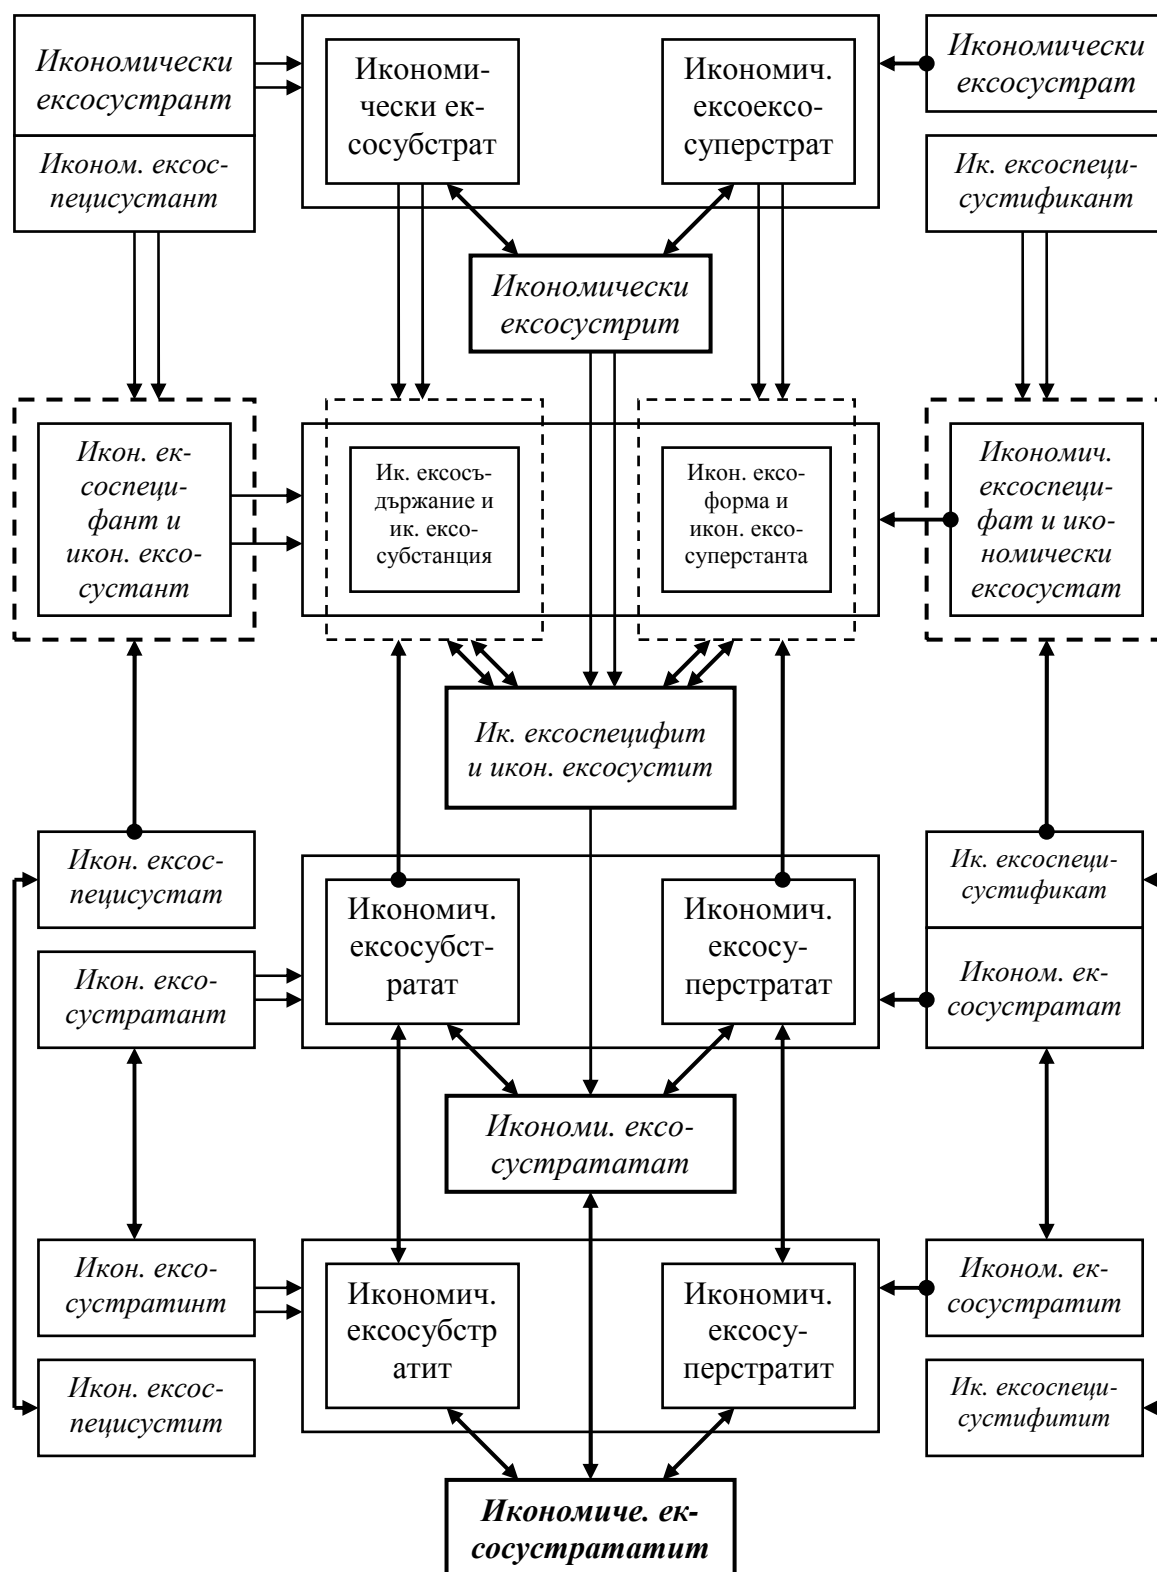 Икономически
ексосустрант
Иконом. ексос-
пецисустант
Икономи-
чески ек-
сосубстрат
Икономич.
ексоексо-
суперстрат
Икономически
ексосустрат
Ик. ексоспеци-
сустификант
Икономически
ексосустрит
Икон. ек-
соспеци-
фант и
икон. ексо-
сустант
Ик. ексосъ-
държание и
ик. ексо-
субстанция
Икон. ексо-
форма и
икон. ексо-
суперстанта
Икономич.
ексоспеци-
фат и ико-
номически
ексосустат
Ик. ексоспецифит
и икон. ексосустит
Икон. ексос-
пецисустат
Икон. ексо-
сустратант
Икономич.
ексосубст-
ратат
Икономич.
ексосу-
перстратат
Ик. ексоспеци-
сустификат
Иконом. ек-
сосустратат
Икономи. ексо-
сустрататат
Икон. ексо-
сустратинт
Икон. ексос-
пецисустит
Икономич.
ексосубстр
атит
Икономич.
ексосу-
перстратит
Иконом. ек-
сосустратит
Ик. ексоспеци-
сустифитит
Икономиче. ек-
сосустрататит